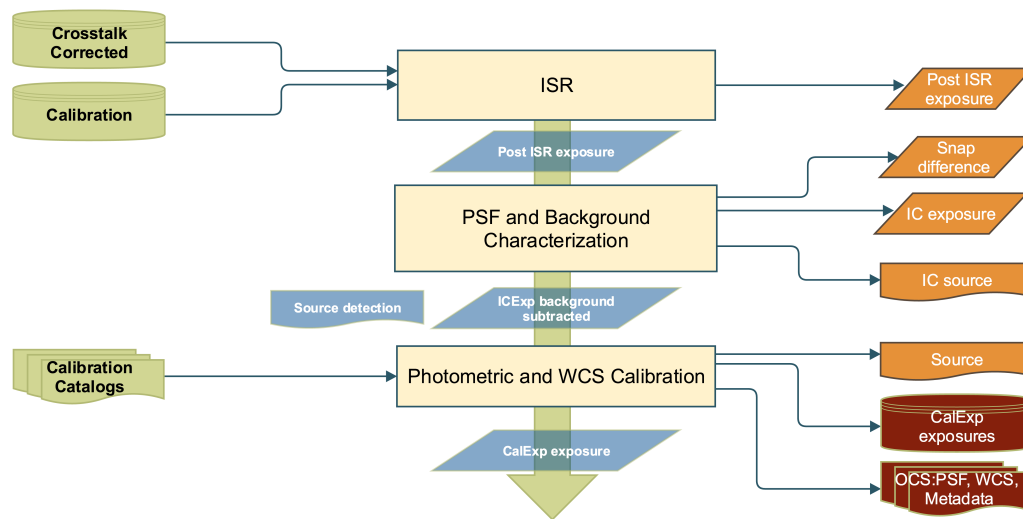 Crosstalk
Corrected
Calibration
ISR
Post ISR
exposure
Post ISR exposure
Snap
difference
PSF and Background
Characterization
IC exposure
IC source
Source detection
ICExp background
subtracted
Calibration
Catalogs
Photometric and WCS Calibration
Source
CalExp
exposures
CalExp exposure
OCS:PSF, WCS,
Metadata